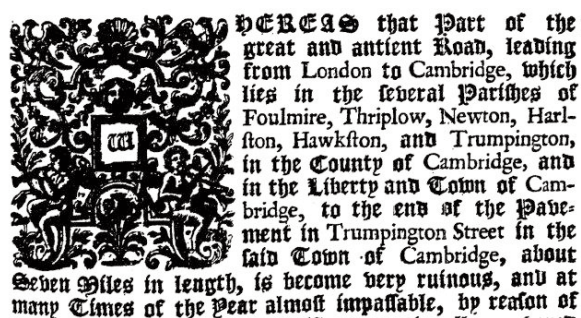 WHEREAS that Part of the
great and antient Road, leading
from London to Cambridge, which
lies in the ſeveral Pariſhes of
Foulmire, Thriplow, Newton, Harl-
ſton, Hawkſton, and Trumpington,
in the County of Cambridge, and
in the Liberty and Town of Cam-
bridge, to the end of the Pave-
ment in Trumpington Street in the
ſaid Town of Cambridge, about
Seven Miles in length, is become very ruinous, and at
many Times of the Year almoſt impaſſable, by reaſon of